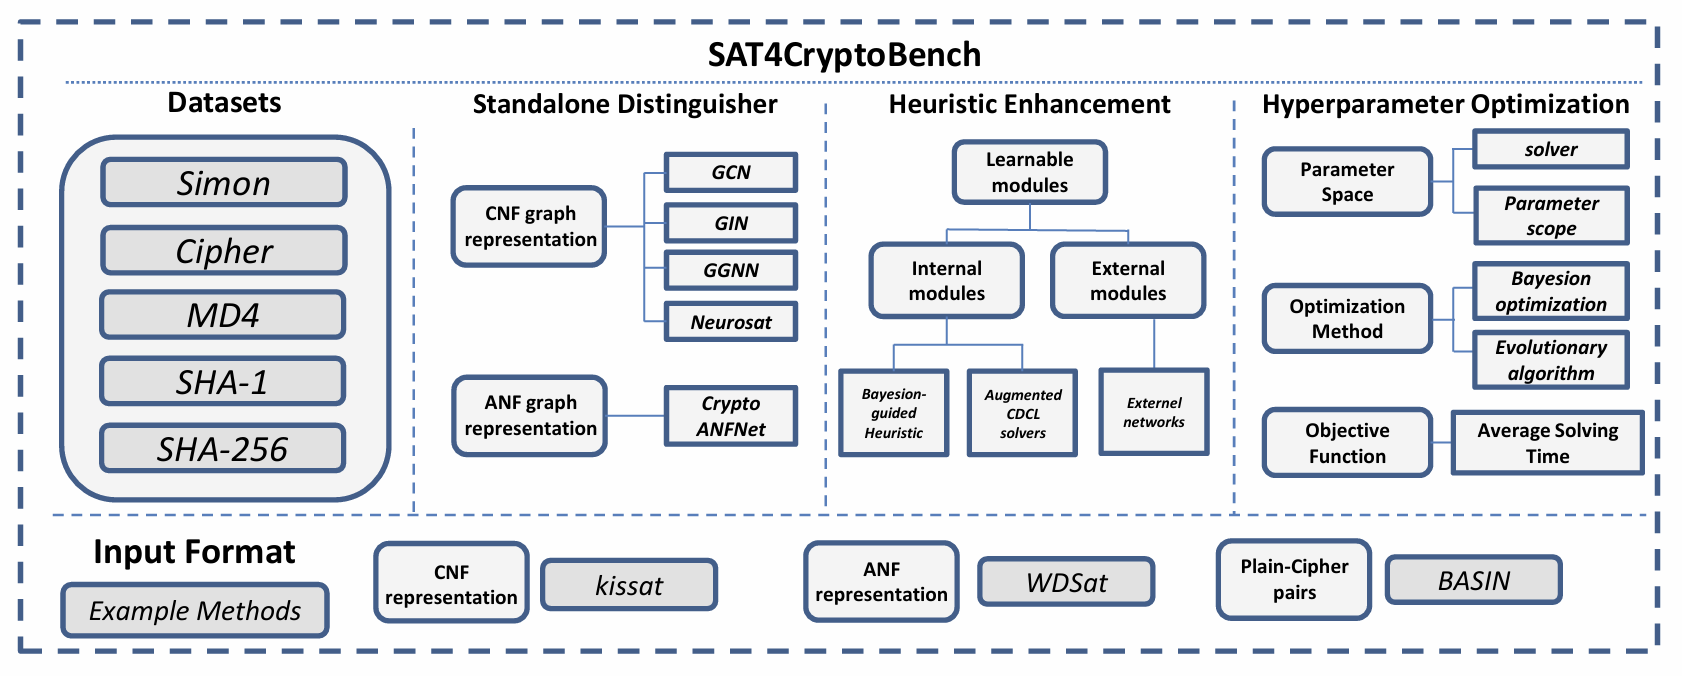 SAT4CryptoBench
Datasets
Simon
Cipher
MD4
SHA-1
SHA-256
Standalone Distinguisher
CNF graph
representation
GCN
GIN
GGNN
Neurosat
ANF graph
representation
Crypto
ANFNet
Heuristic Enhancement
Learnable
modules
Internal
modules
External
modules
Bayesion-
guided
Heuristic
Augmented
CDCL
solvers
Externel
networks
Hyperparameter Optimization
Parameter
Space
solver
Parameter
scope
Optimization
Method
Bayesion
optimization
Evolutionary
algorithm
Objective
Function
Average Solving
Time
Input Format
Example Methods
CNF
representation
kissat
ANF
representation
WDSat
Plain-Cipher
pairs
BASIN